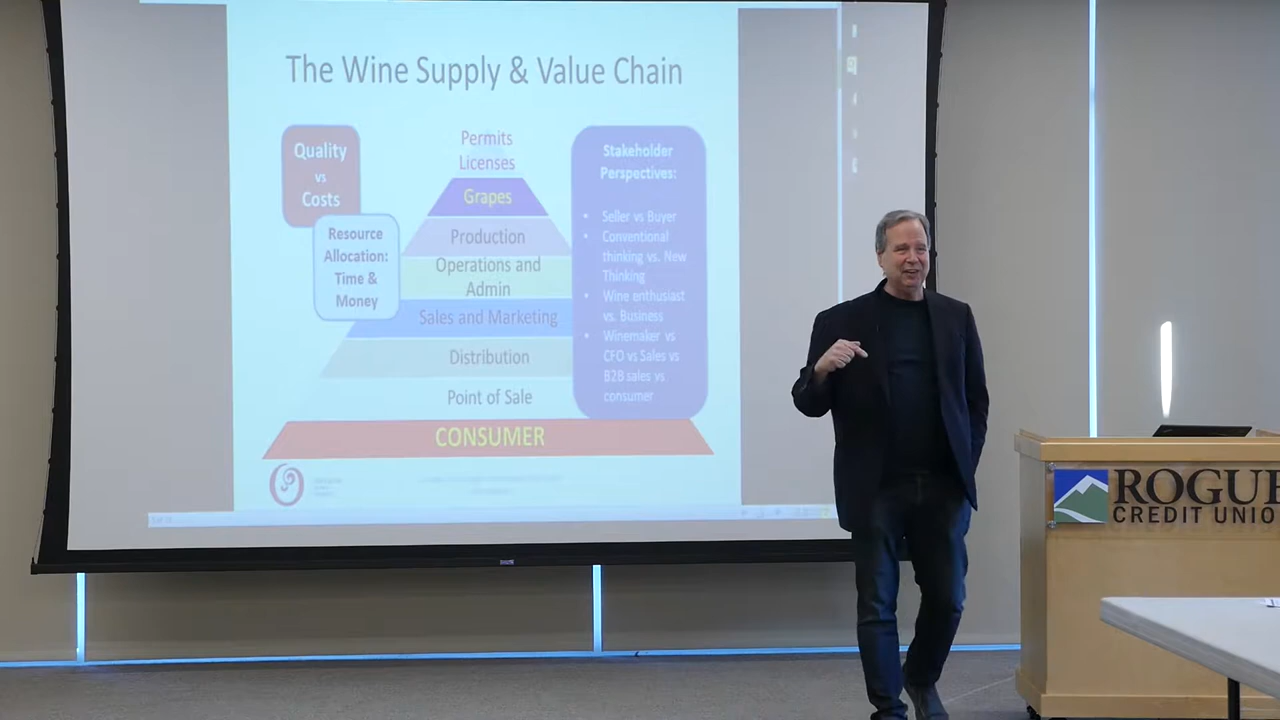 The Wine Supply & Value Chain
Quality
vs
Costs
Resource
Allocation:
Time &
Money
Permits
Licenses
Grapes
Production
Operations and
Admin
Sales and Marketing
Distribution
Point of Sale
CONSUMER
Stakeholder
Perspectives:
• Seller vs Buyer
• Conventional
thinking vs. New
Thinking
• Wine enthusiast
vs. Business
• Winemaker vs
CFO vs Sales vs
B2B sales vs
consumer
ROGUE
CREDIT UNIO